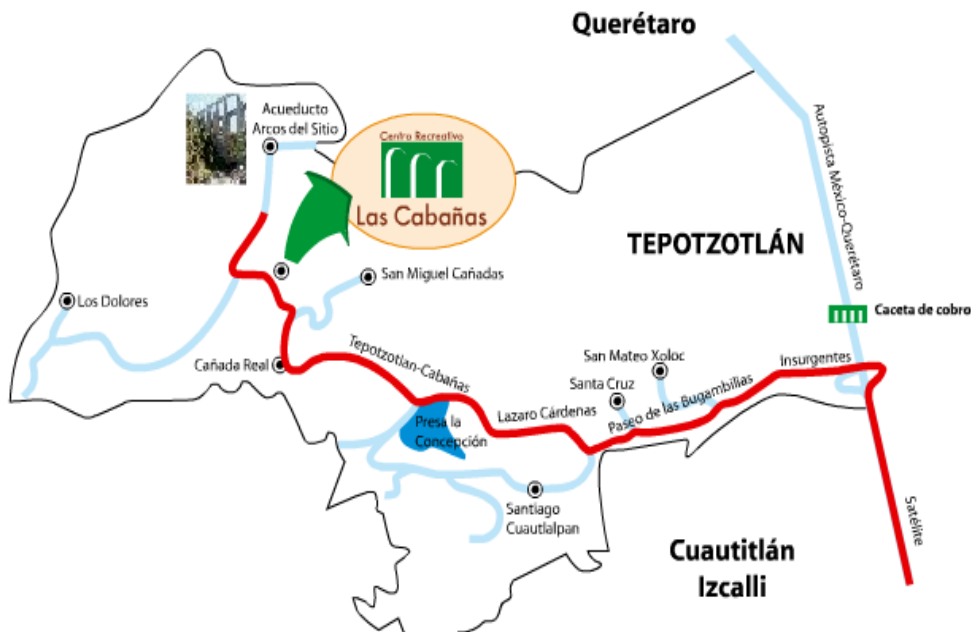 Querétaro
Acueducto
Arcos del Sitio
Centro Recreativo
Las Cabañas
Autopista México-Querétaro
TEPOTZOTLÁN
San Miguel Cañadas
Los Dolores
Caceta de cobro
Cañada Real
Tepotzotlan-Cabañas
San Mateo Xoloc
Insurgentes
Santa Cruz
Paseo de las Bugambilias
Lazaro Cárdenas
Presa la
Concepción
Santiago
Cuautlalpan
Satélite
Cuautitlán
Izcalli